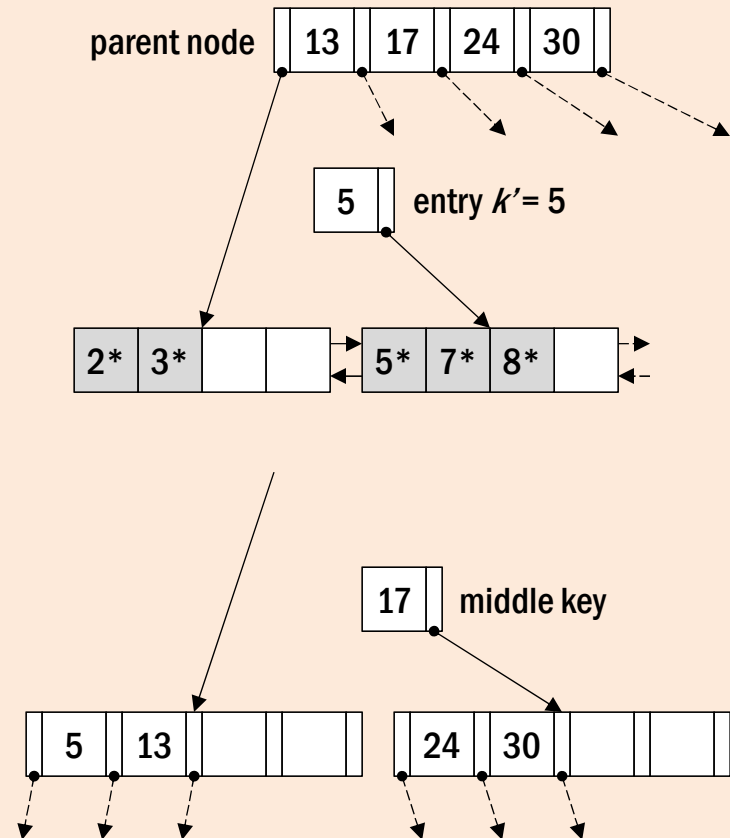 parent node 13 17 24 30
5 entry k’= 5
2* 3* 5* 7* 8*
17 middle key
5 13 24 30